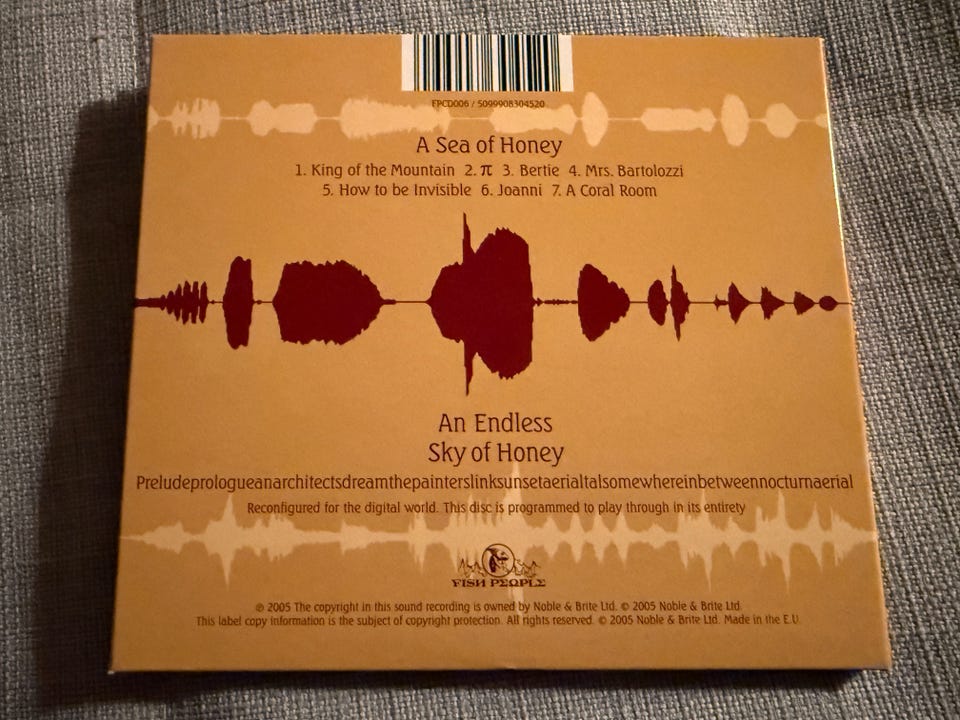 FPCD006 / 5099908304520
A Sea of Honey
1. King of the Mountain 2. π 3. Bertie 4. Mrs. Bartolozzi
5. How to be Invisible 6. Joanni 7. A Coral Room
An Endless
Sky of Honey
Preludeprologueanarchitectsdreamthepainterslinksunsetaerialtalsomewhereinbetweennocturnaerial
Reconfigured for the digital world. This disc is programmed to play through in its entirety
FISH PEOPLE
℗ 2005 The copyright in this sound recording is owned by Noble & Brite Ltd. © 2005 Noble & Brite Ltd.
This label copy information is the subject of copyright protection. All rights reserved. © 2005 Noble & Brite Ltd. Made in the E.U.